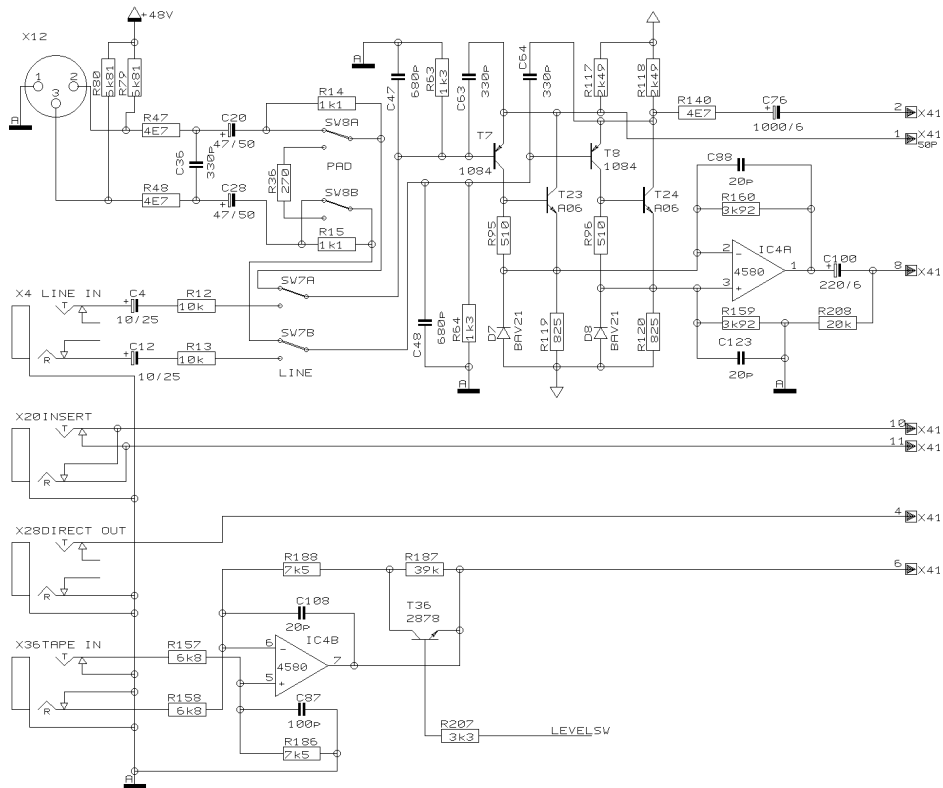 +48V
X12
1
2
3
A
R80
6k81
R79
6k81
R47
4E7
C36
330p
R48
4E7
C20
47/50
C28
47/50
R14
1k1
SW8A
R36
270
PAD
SW8B
R15
1k1
SW7A
SW7B
LINE
A
C47
680p
R63
1k3
C63
330p
C64
330p
R117
2k49
R118
2k49
T7
1084
T8
1084
R140
4E7
C76
+
1000/6
2
X41
1
X41
50P
T23
A06
T24
A06
R95
510
R96
510
C88
20p
R160
3k92
IC4A
2
-
4580
1
3
+
C100
+
220/6
8
X41
R159
3k92
R208
20k
C123
20p
A
C48
680p
R64
1k3
A
D7
BAV21
R119
825
D8
BAV21
R120
825
X4 LINE IN
T
R
C4
+
10/25
R12
10k
C12
+
10/25
R13
10k
X20INSERT
T
R
10
X41
11
X41
X28DIRECT OUT
T
R
4
X41
X36TAPE IN
T
R
R157
6k8
R158
6k8
R188
7k5
R187
39k
6
X41
C108
20p
T36
2878
IC4B
6
-
4580
7
5
+
C87
100p
R186
7k5
R207
3k3
LEVELSW
A